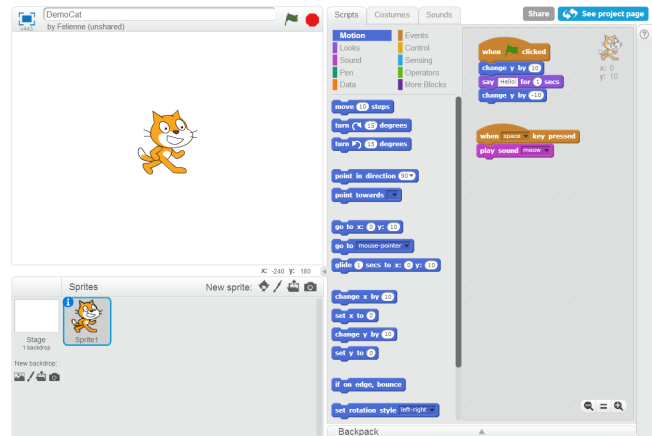 DemoCat
by Felienne (unshared)
v443
X: -240 Y: 180
Sprites
New sprite:
Sprite1
Stage
1 backdrop
New backdrop:
Scripts
Costumes
Sounds
Share
See project page
Motion
Looks
Sound
Pen
Data
Events
Control
Sensing
Operators
More Blocks
move 10 steps
turn 15 degrees
turn 15 degrees
point in direction 90
point towards
go to x: 0 y: 10
go to mouse-pointer
glide 1 secs to x: 0 y: 10
change x by 10
set x to 0
change y by 10
set y to 0
if on edge, bounce
set rotation style left-right
when clicked
change y by 10
say Hello! for 1 secs
change y by -10
when space key pressed
play sound meow
x: 0
y: 10
Backpack